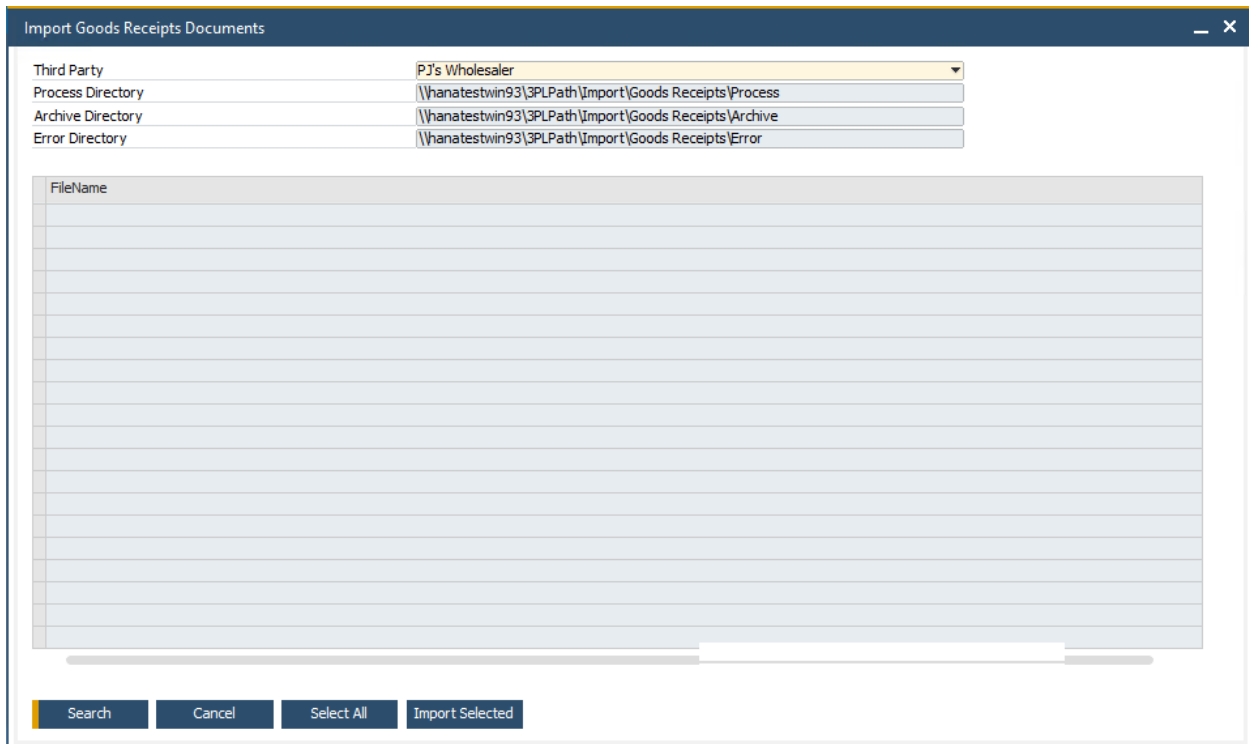 Import Goods Receipts Documents
Third Party PJ's Wholesaler
Process Directory \\hanatestwin93\3PLPath\Import\Goods Receipts\Process
Archive Directory \\hanatestwin93\3PLPath\Import\Goods Receipts\Archive
Error Directory \\hanatestwin93\3PLPath\Import\Goods Receipts\Error
FileName
Search Cancel Select All Import Selected